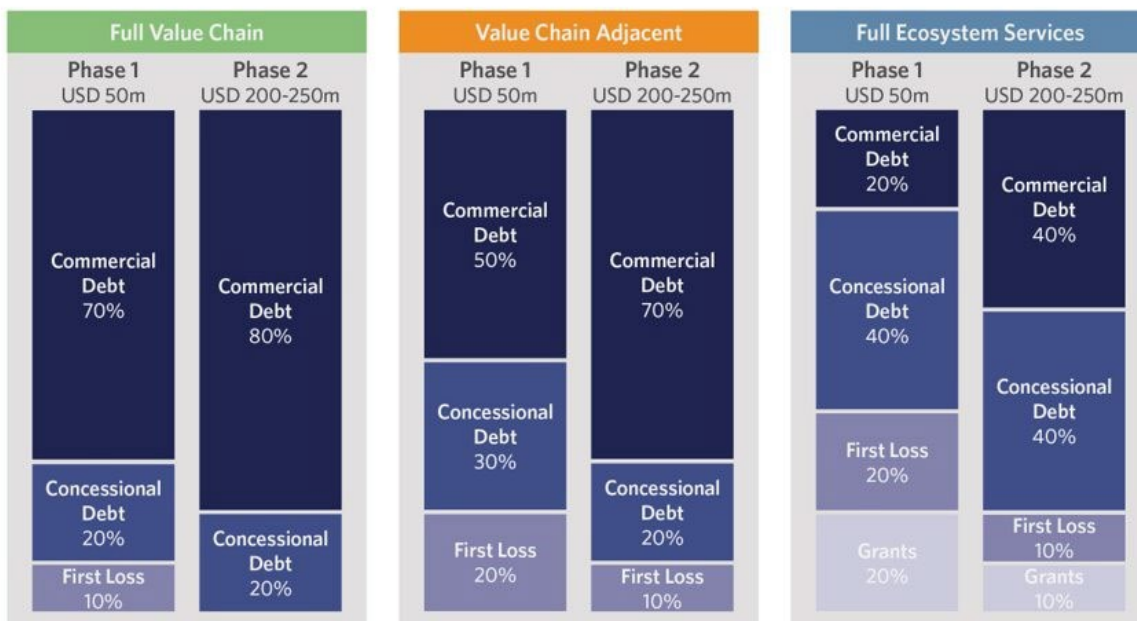 Full Value Chain
Phase 1
USD 50m
Commercial
Debt
70%
Concessional
Debt
20%
First Loss
10%
Phase 2
USD 200-250m
Commercial
Debt
80%
Concessional
Debt
20%
Value Chain Adjacent
Phase 1
USD 50m
Commercial
Debt
50%
Concessional
Debt
30%
First Loss
20%
Phase 2
USD 200-250m
Commercial
Debt
70%
Concessional
Debt
20%
First Loss
10%
Full Ecosystem Services
Phase 1
USD 50m
Commercial
Debt
20%
Concessional
Debt
40%
First Loss
20%
Grants
20%
Phase 2
USD 200-250m
Commercial
Debt
40%
Concessional
Debt
40%
First Loss
10%
Grants
10%